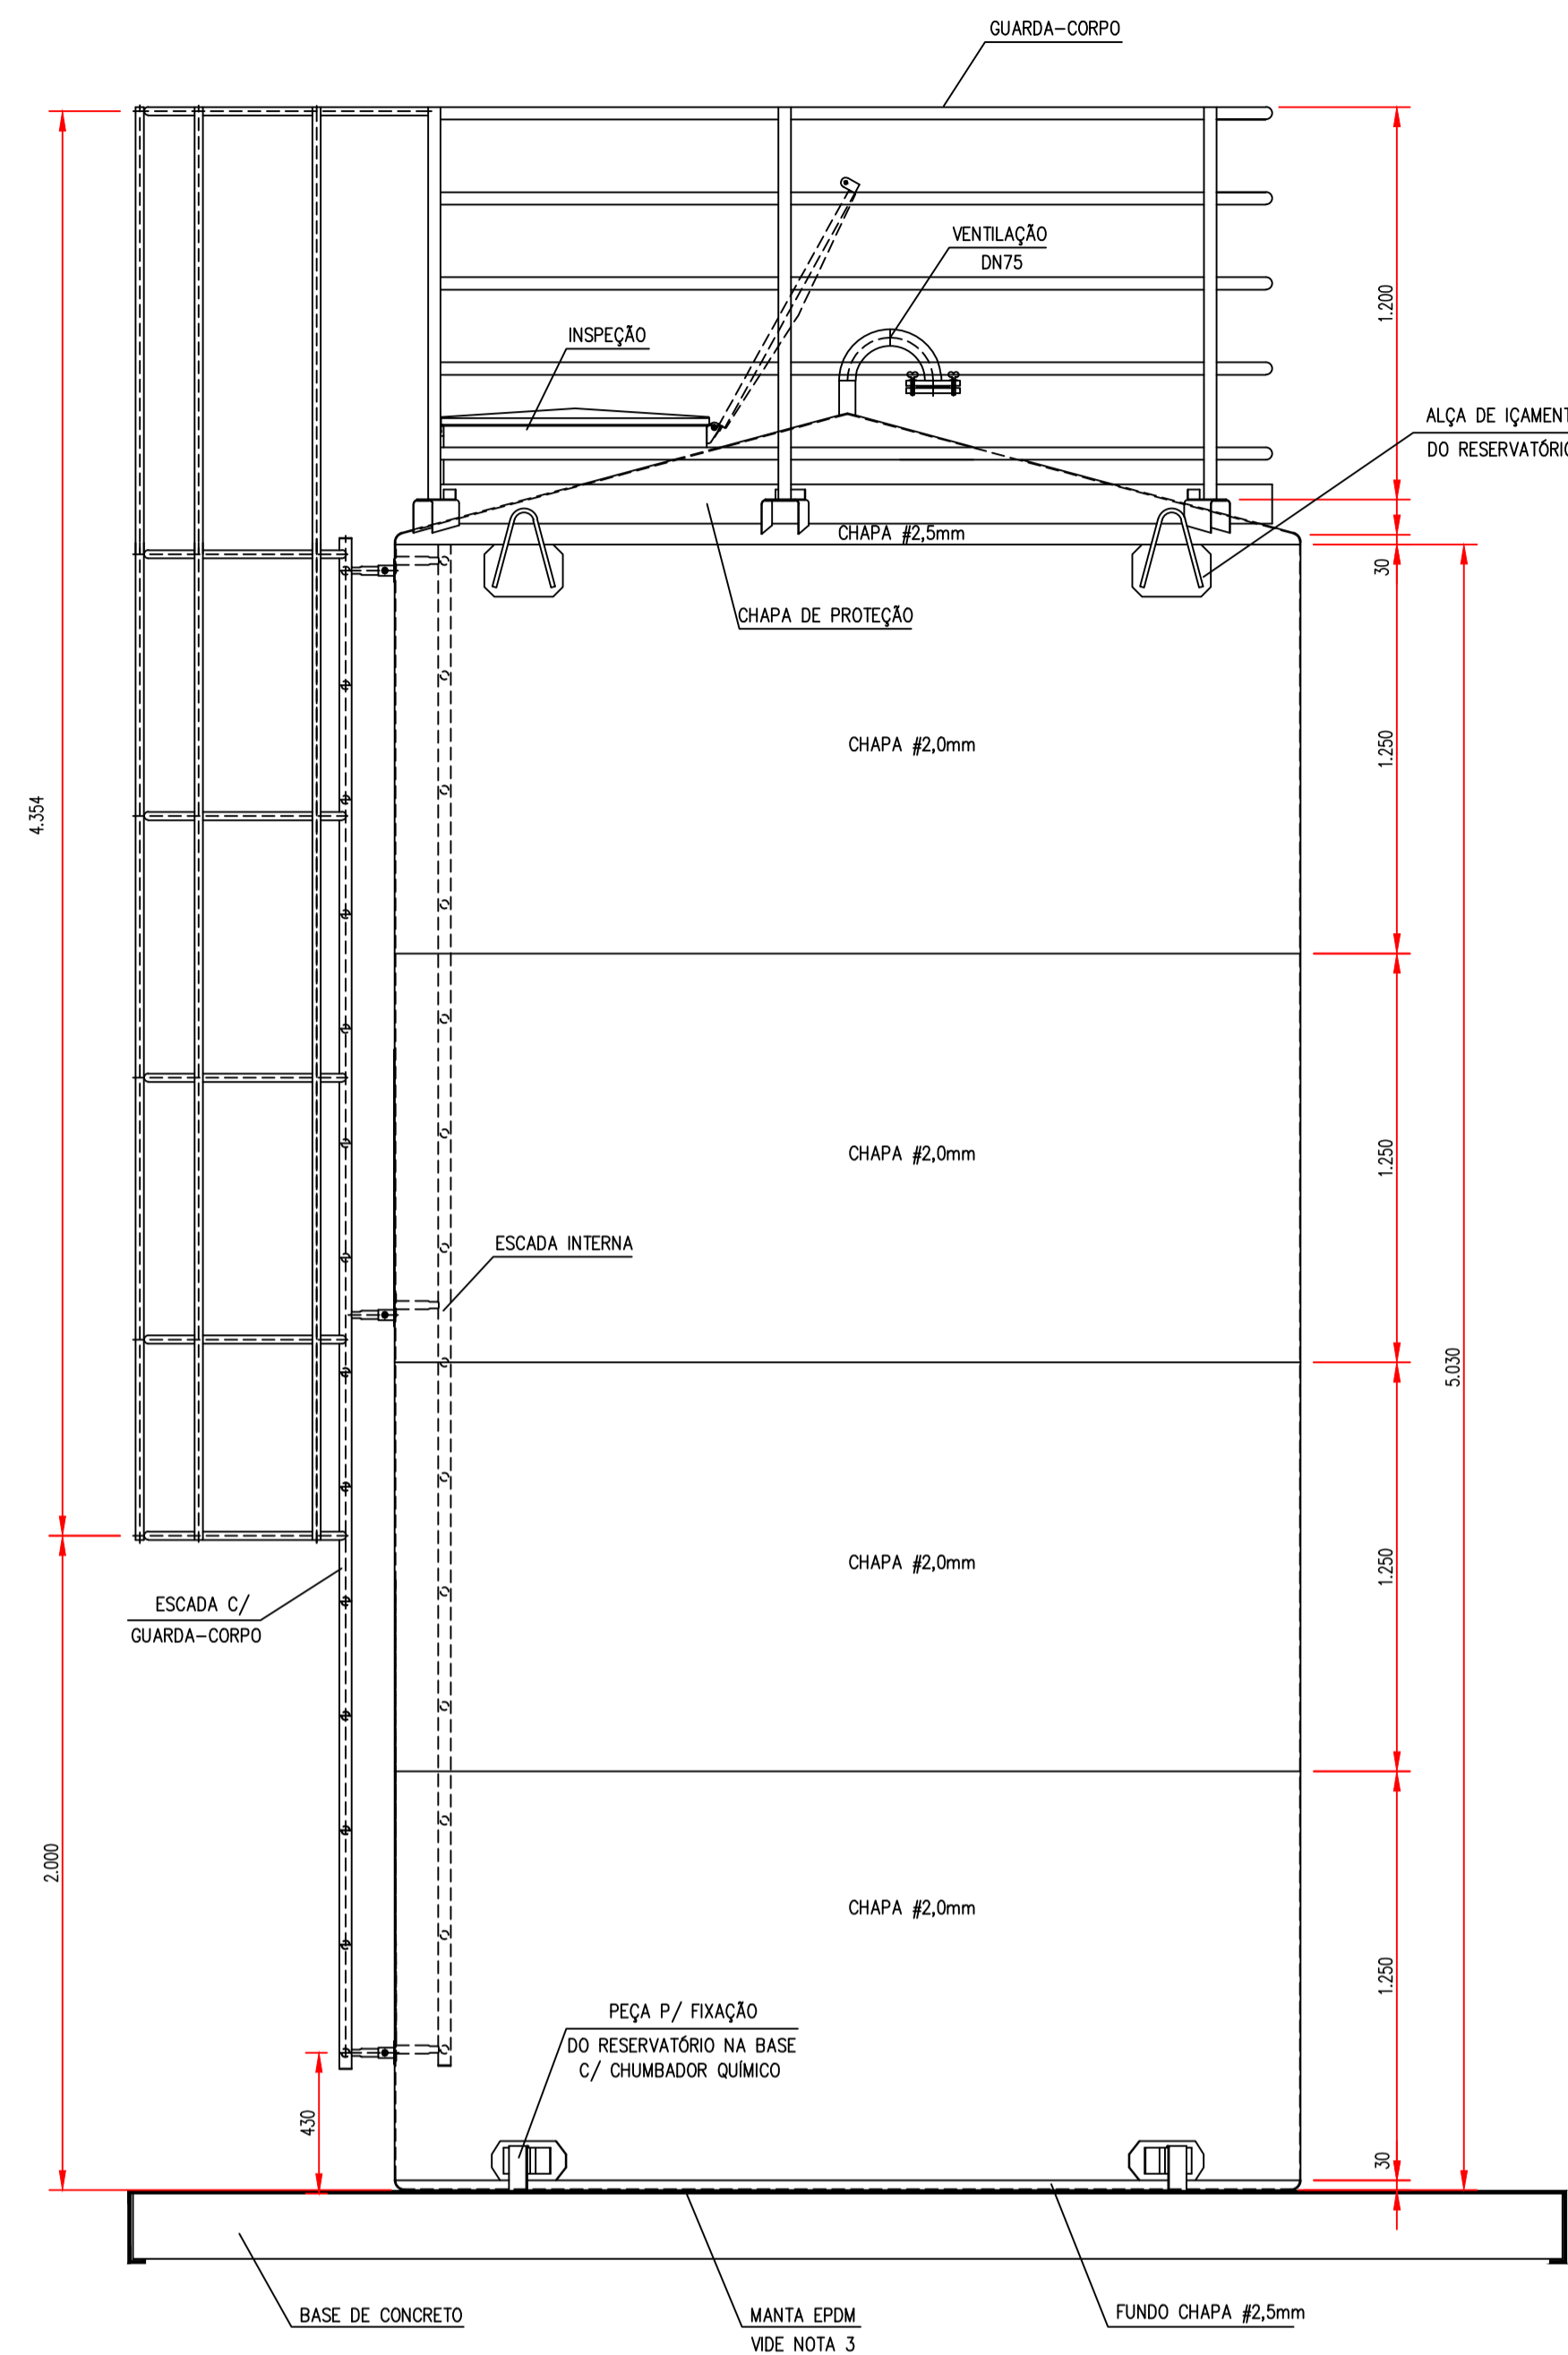 GUARDA-CORPO
VENTILAÇÃO
DN75
INSPEÇÃO
1.200
ALÇA DE IÇAMENT
DO RESERVATÓRIO
CHAPA #2,5mm
30
CHAPA DE PROTEÇÃO
CHAPA #2,0mm
1.250
4.354
CHAPA #2,0mm
1.250
ESCADA INTERNA
5.030
CHAPA #2,0mm
1.250
ESCADA C/
GUARDA-CORPO
2.000
CHAPA #2,0mm
1.250
PEÇA P/ FIXAÇÃO
DO RESERVATÓRIO NA BASE
C/ CHUMBADOR QUÍMICO
430
30
BASE DE CONCRETO
MANTA EPDM
VIDE NOTA 3
FUNDO CHAPA #2,5mm